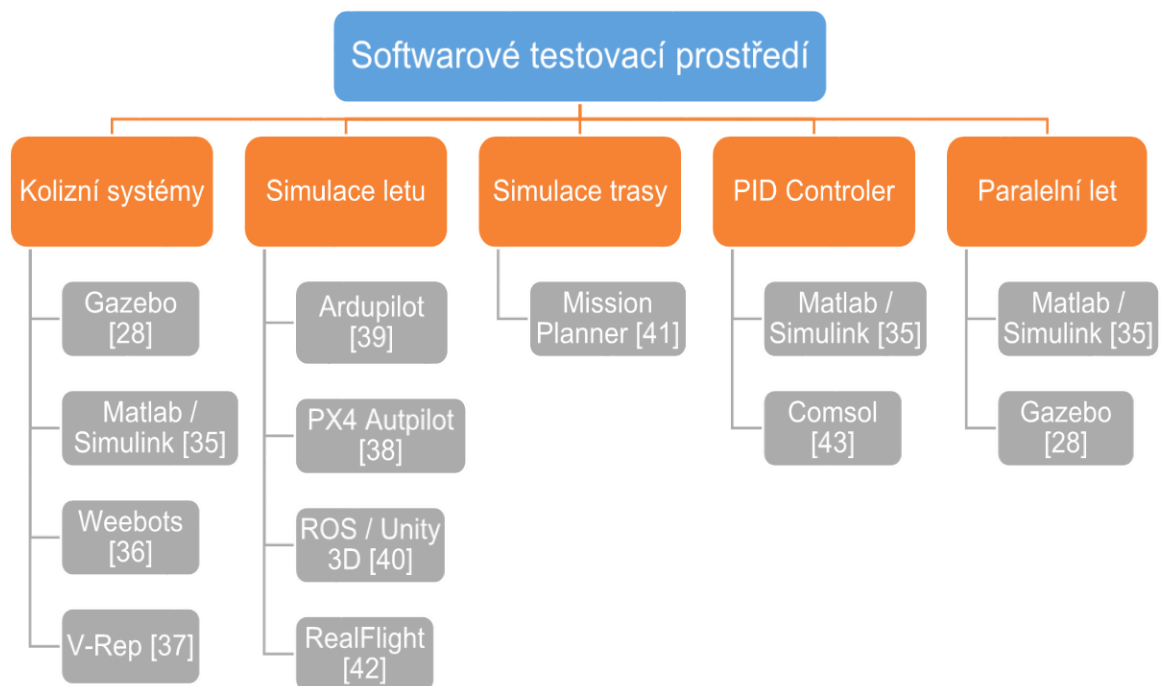 Softwarové testovací prostředí
Kolizní systémy
Gazebo
[28]
Matlab /
Simulink [35]
Weebots
[36]
V-Rep [37]
Simulace letu
Ardupilot
[39]
PX4 Autpilot
[38]
ROS / Unity
3D [40]
RealFlight
[42]
Simulace trasy
Mission
Planner [41]
PID Controler
Matlab /
Simulink [35]
Comsol
[43]
Paralelní let
Matlab /
Simulink [35]
Gazebo
[28]